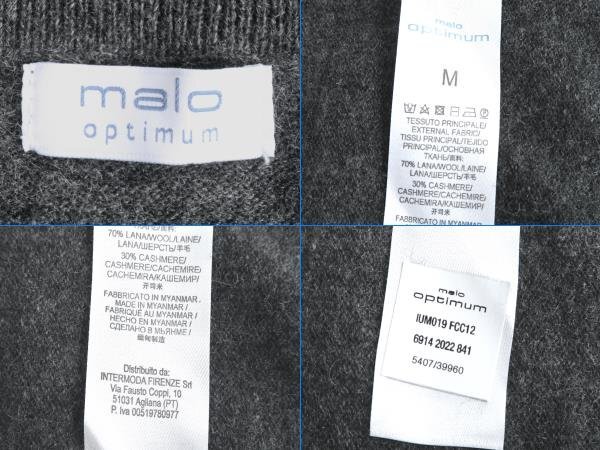 malo
optimum
malo
optimum
M
TESSUTO PRINCIPALE/
EXTERNAL FABRIC/
TISSU PRINCIPAL/TEJIDO
PRINCIPAL/ОСНОВНАЯ
ТКАНЬ/面料:
70% LANA/WOOL/LAINE/
LANA/ШЕРСТЬ/羊毛
30% CASHMERE/
CASHMERE/CACHEMIRE/
CACHEMIRA/КАШЕМИР/
开司米
FABBRICATO IN MYANMAR
ТКАНЬ/面料:
70% LANA/WOOL/LAINE/
LANA/ШЕРСТЬ/羊毛
30% CASHMERE/
CASHMERE/CACHEMIRE/
CACHEMIRA/КАШЕМИР/
开司米
FABBRICATO IN MYANMAR.
MADE IN MYANMAR/
FABRIQUÉ AU MYANMAR/
HECHO EN MYANMAR/
СДЕЛАНО В МЬЯНМЕ/
缅甸制造
Distribuito da:
INTERMODA FIRENZE Srl
Via Fausto Coppi, 10
51031 Agliana (PT)
P. Iva 00519780977
malo
optimum
IUM019 FCC12
6914 2022 841
5407/39960